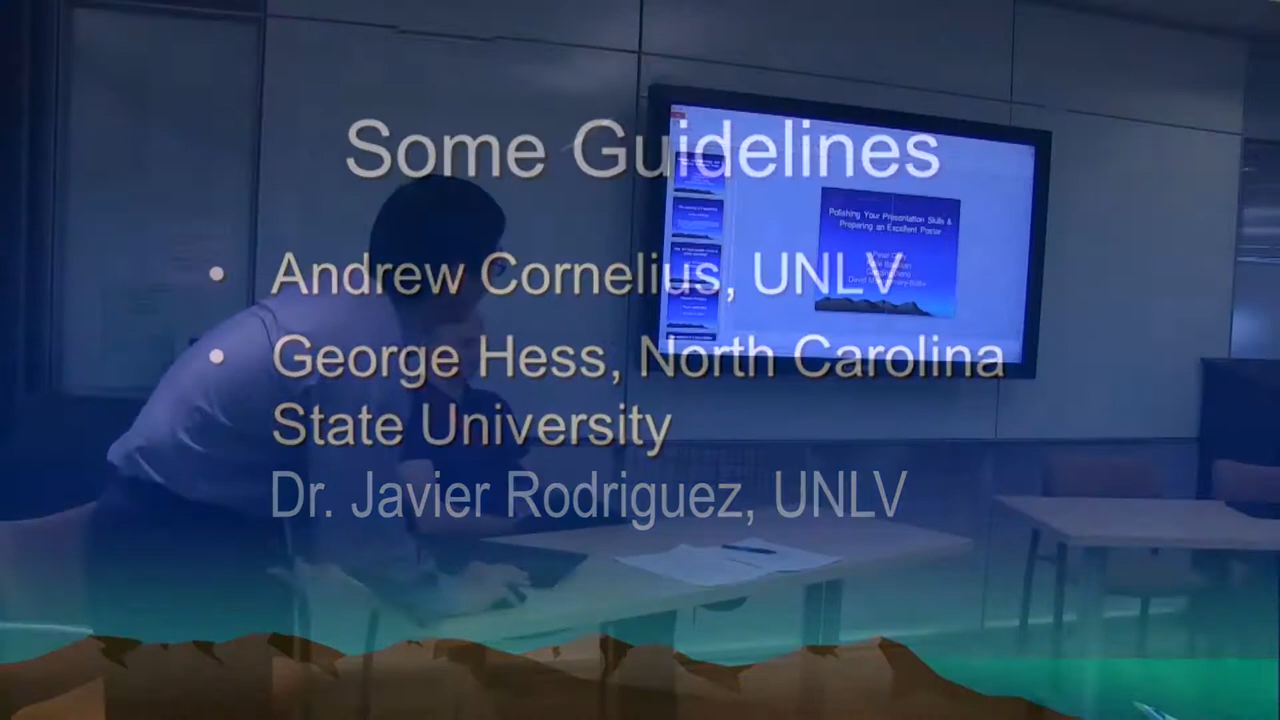 Some Guidelines
• Andrew Cornelius, UNLV
• George Hess, North Carolina
State University
Dr. Javier Rodriguez, UNLV
Polishing Your Presentation Skills &
Preparing an Excellent Poster